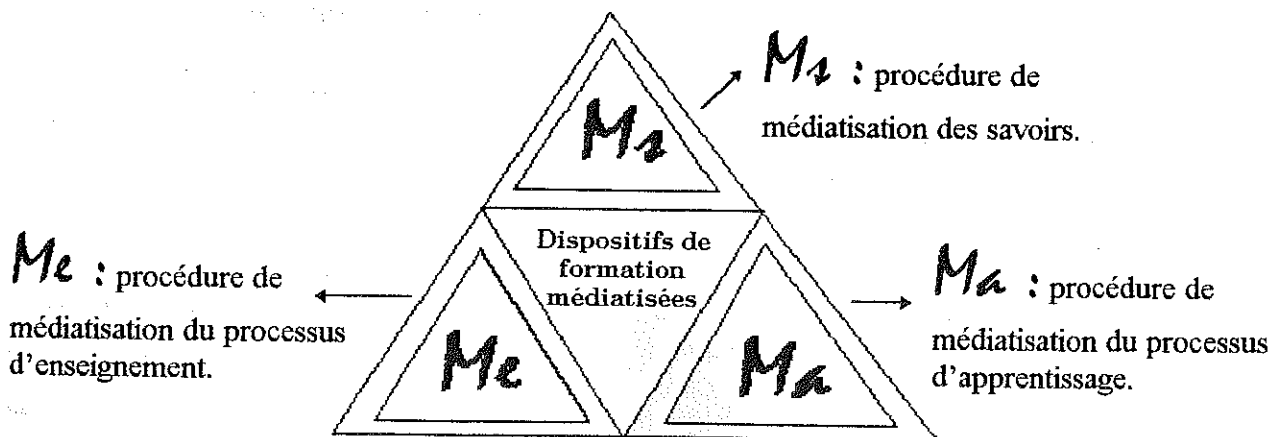 Ms : procédure de
médiatisation des savoirs.
Ms
Dispositifs de
formation
médiatisées
Me : procédure de
médiatisation du processus
d'enseignement.
Ma : procédure de
médiatisation du processus
d'apprentissage.
Me
Ma